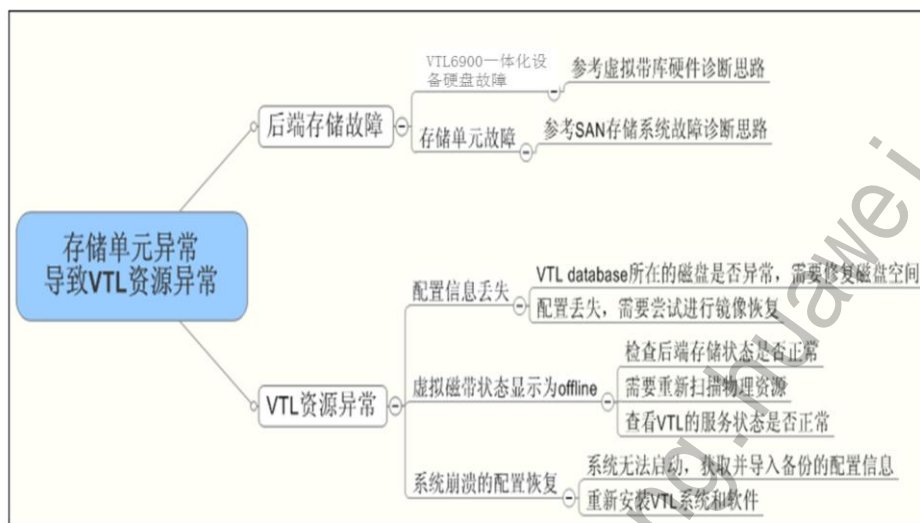 VTL6900一体化设
备硬盘故障
参考虚拟带库硬件诊断思路
后端存储故障
存储单元故障
参考SAN存储系统故障诊断思路
存储单元异常
导致VTL资源异常
配置信息丢失
VTL database所在的磁盘是否异常，需要修复磁盘空间
配置丢失，需要尝试进行镜像恢复
VTL资源异常
虚拟磁带状态显示为offline
检查后端存储状态是否正常
需要重新扫描物理资源
查看VTL的服务状态是否正常
系统崩溃的配置恢复
系统无法启动，获取并导入备份的配置信息
重新安装VTL系统和软件
ng.huawei